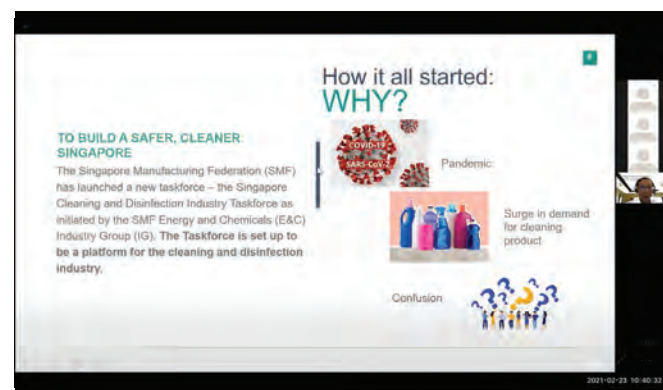 How it all started:
WHY?
TO BUILD A SAFER, CLEANER
SINGAPORE
The Singapore Manufacturing Federation (SMF)
has launched a new taskforce – the Singapore
Cleaning and Disinfection Industry Taskforce as
initiated by the SMF Energy and Chemicals (E&C)
Industry Group (IG). The Taskforce is set up to
be a platform for the cleaning and disinfection
industry.
COVID-19
SARS-CoV-2
Pandemic
Surge in demand
for cleaning
product
Confusion
2021-02-23 10:40:32